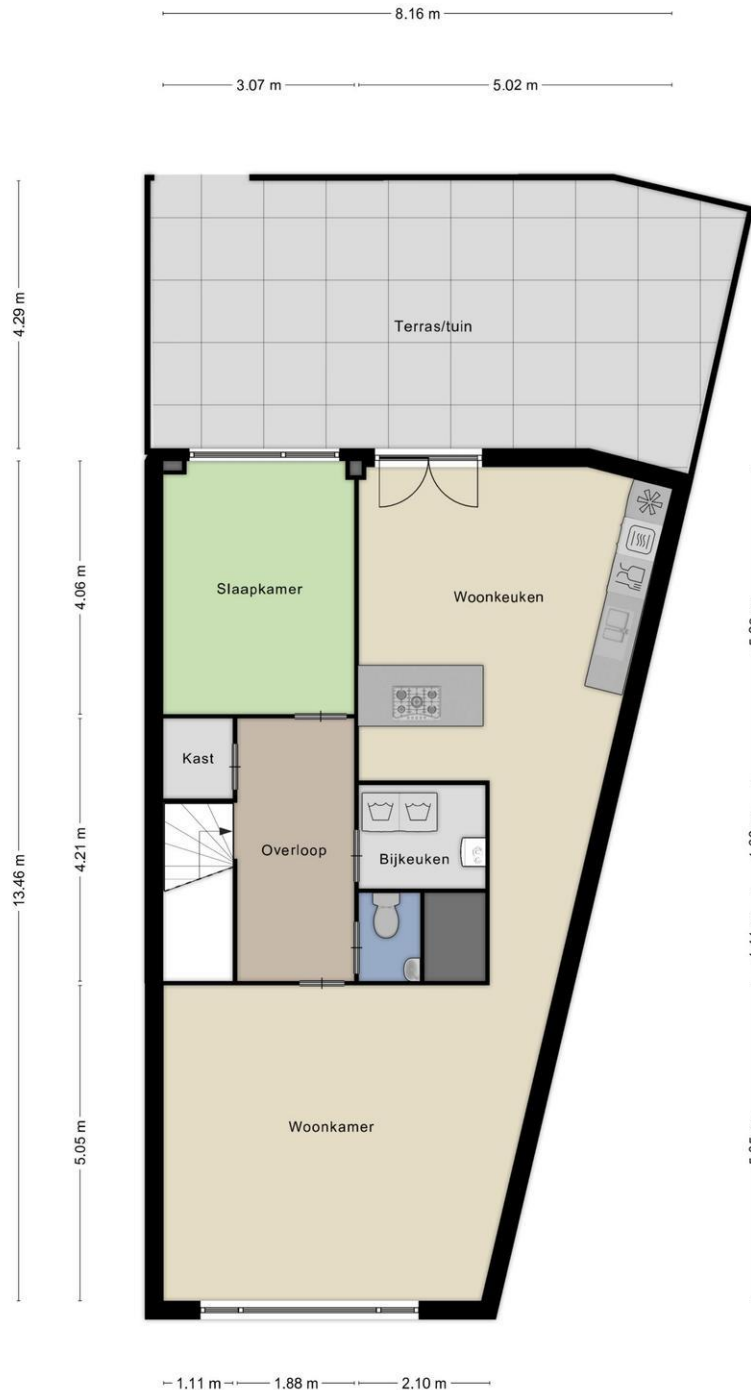 8.16 m
3.07 m
5.02 m
4.29 m
Terras/tuin
4.06 m
Slaapkamer
Woonkeuken
Kast
13.46 m
4.21 m
Overloop
Bijkeuken
5.05 m
Woonkamer
1.11 m
1.88 m
2.10 m